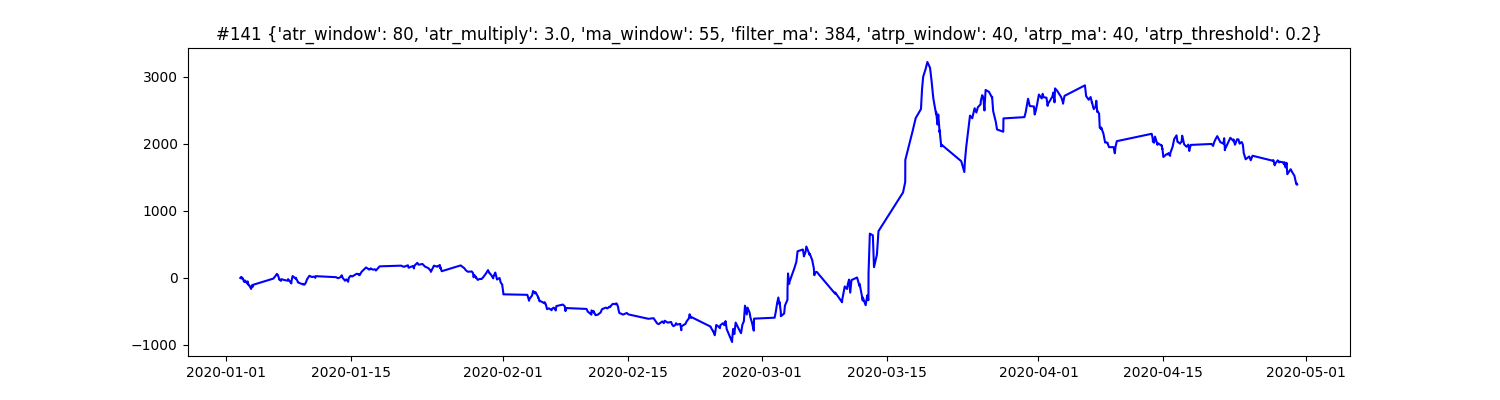 #141 {'atr_window': 80, 'atr_multiply': 3.0, 'ma_window': 55, 'filter_ma': 384, 'atrp_window': 40, 'atrp_ma': 40, 'atrp_threshold': 0.2}
3000
2000
1000
0
−1000
2020-01-01 2020-01-15 2020-02-01 2020-02-15 2020-03-01 2020-03-15 2020-04-01 2020-04-15 2020-05-01